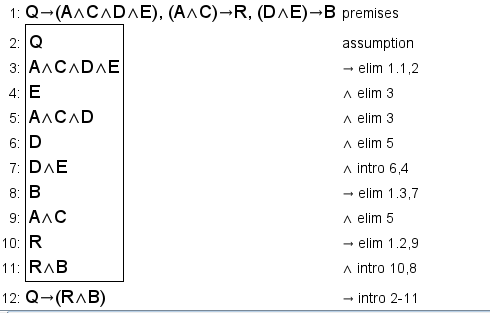 1: Q→(A∧C∧D∧E), (A∧C)→R, (D∧E)→B premises
2: Q assumption
3: A∧C∧D∧E → elim 1.1,2
4: E ∧ elim 3
5: A∧C∧D ∧ elim 3
6: D ∧ elim 5
7: D∧E ∧ intro 6,4
8: B → elim 1.3,7
9: A∧C ∧ elim 5
10: R → elim 1.2,9
11: R∧B ∧ intro 10,8
12: Q→(R∧B) → intro 2-11